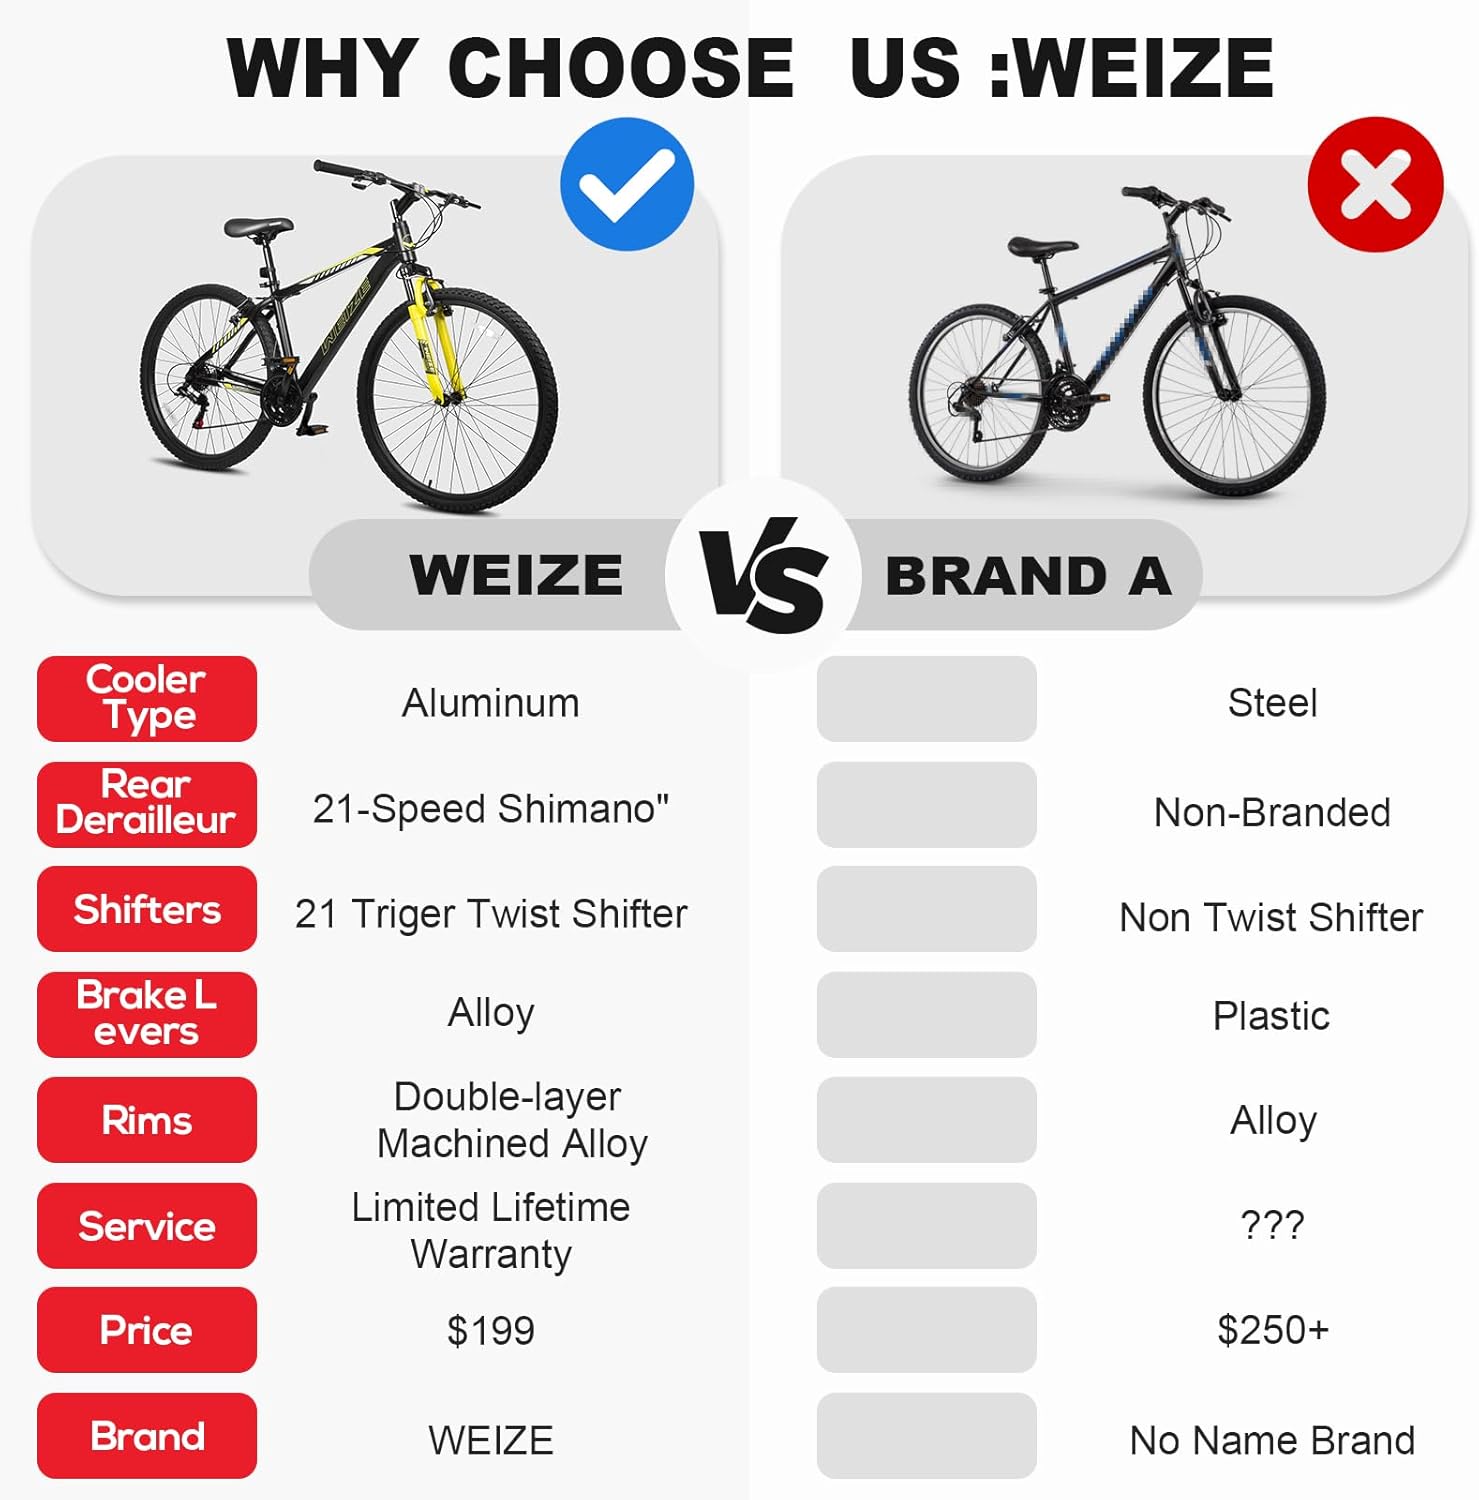 WHY CHOOSE US :WEIZE
WEIZE
WEIZE
VS
BRAND A
Cooler
Type
Aluminum
Steel
Rear
Derailleur
21-Speed Shimano"
Non-Branded
Shifters
21 Triger Twist Shifter
Non Twist Shifter
Brake L
evers
Alloy
Plastic
Rims
Double-layer
Machined Alloy
Alloy
Service
Limited Lifetime
Warranty
???
Price
$199
$250+
Brand
WEIZE
No Name Brand